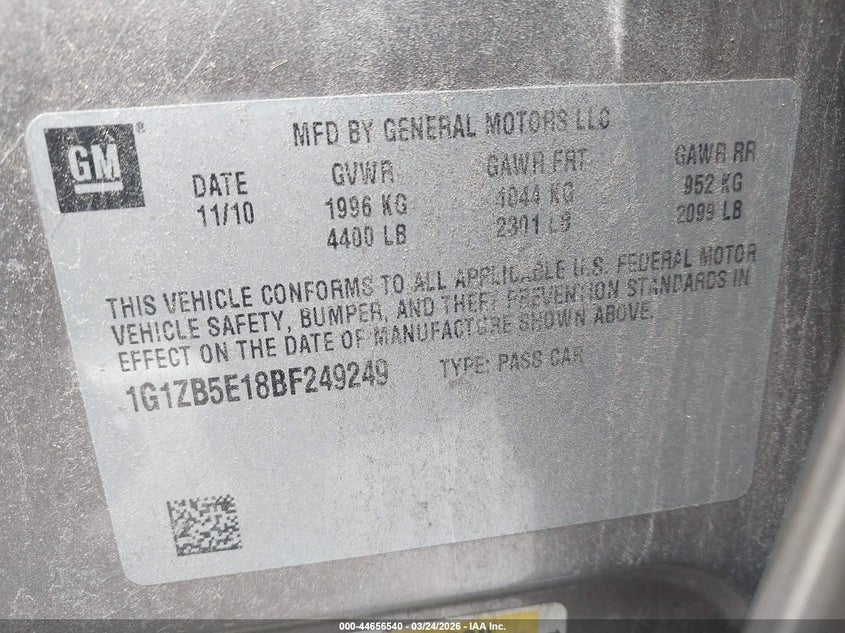 GM ®
MFD BY GENERAL MOTORS LLC
DATE GVWR GAWR FRT GAWR RR
11/10 1996 KG 1044 KG 952 KG
4400 LB 2301 LB 2099 LB
THIS VEHICLE CONFORMS TO ALL APPLICABLE U.S. FEDERAL MOTOR
VEHICLE SAFETY, BUMPER, AND THEFT PREVENTION STANDARDS IN
EFFECT ON THE DATE OF MANUFACTURE SHOWN ABOVE.
1G1ZB5E18BF249249 TYPE: PASS CAR
000-44656540 - 03/24/2026 - IAA Inc.